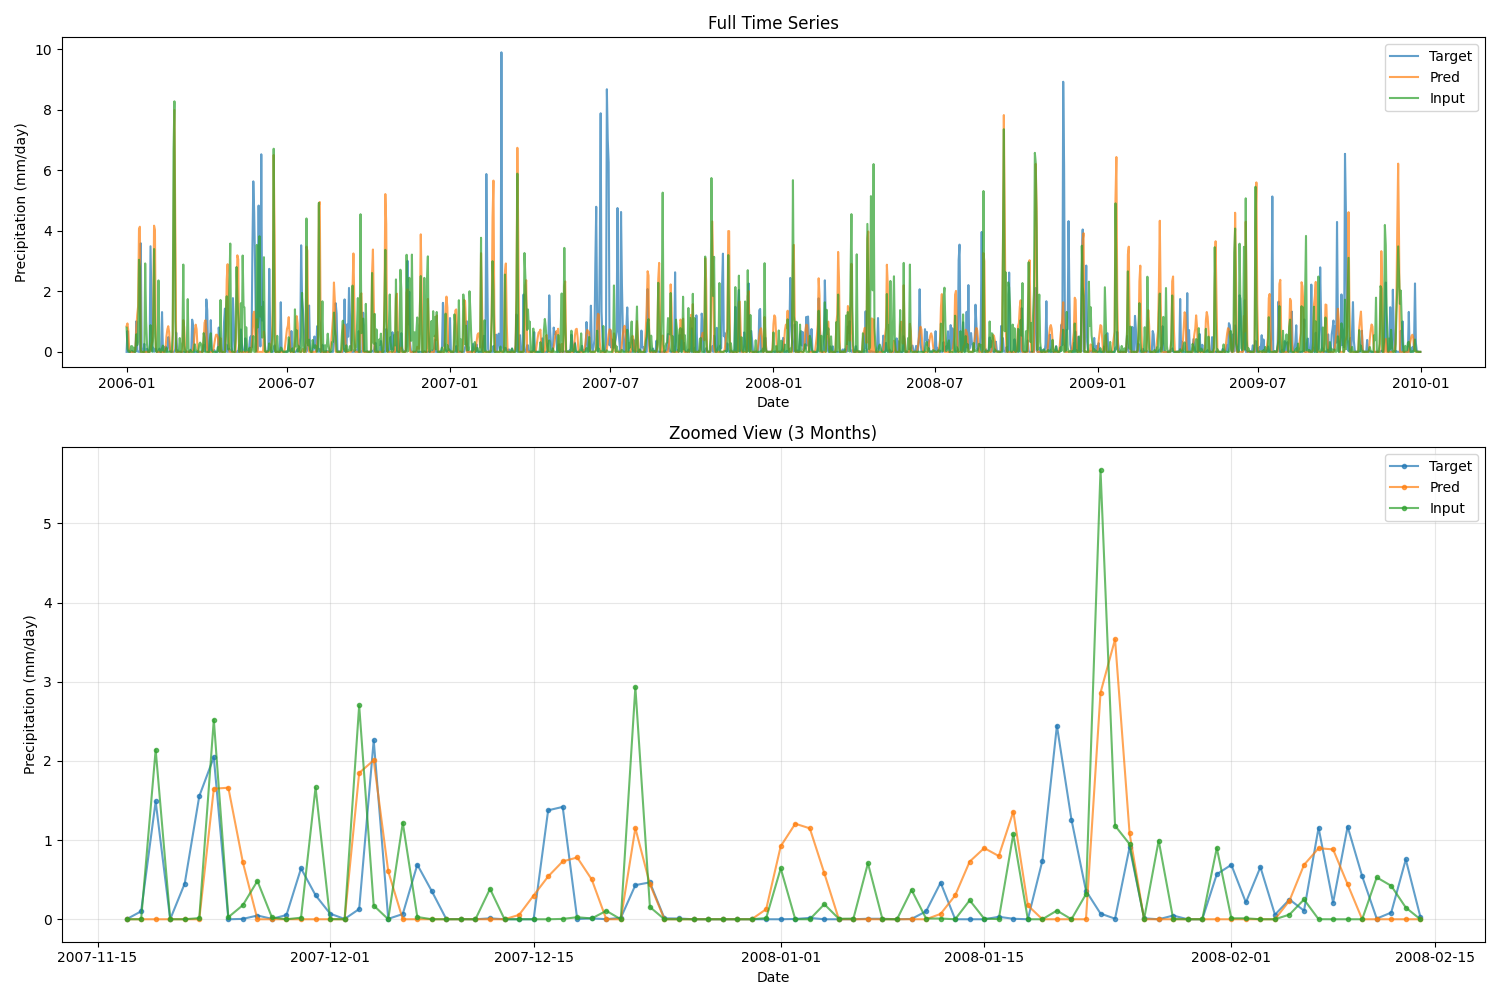 Full Time Series
Precipitation (mm/day)
10
8
6
4
2
0
Target
Pred
Input
2006-01
2006-07
2007-01
2007-07
2008-01
2008-07
2009-01
2009-07
2010-01
Date
Zoomed View (3 Months)
Precipitation (mm/day)
5
4
3
2
1
0
Target
Pred
Input
2007-11-15
2007-12-01
2007-12-15
2008-01-01
2008-01-15
2008-02-01
2008-02-15
Date